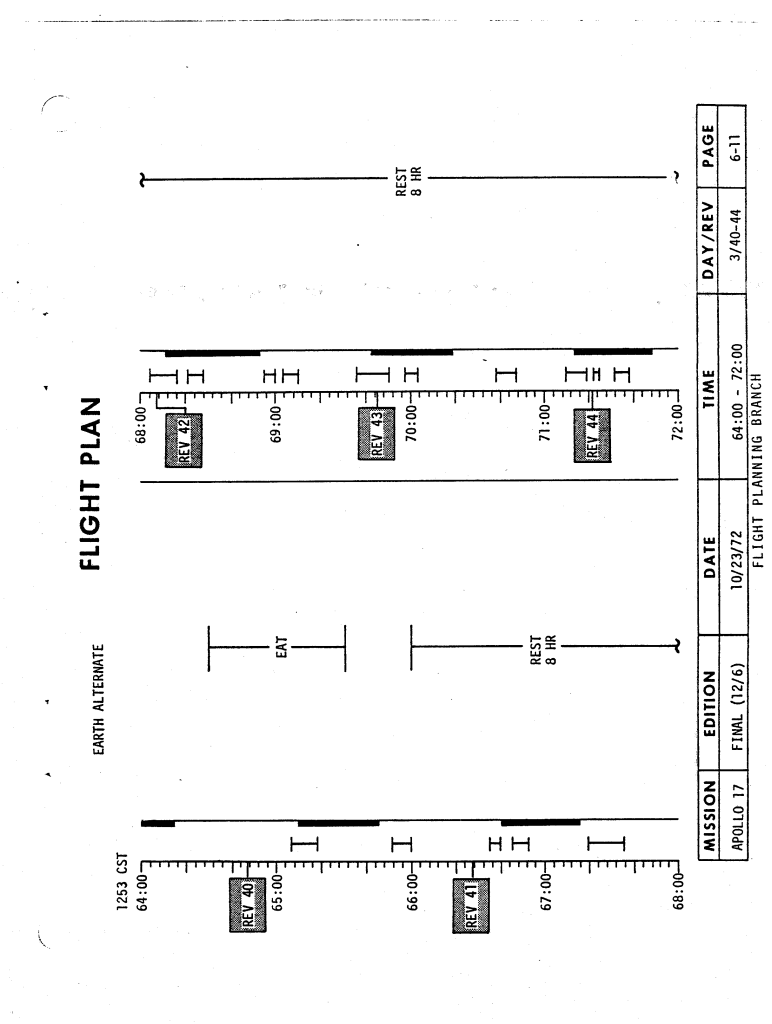 FLIGHT PLAN
EARTH ALTERNATE
1253 CST
64:00
REV 40
65:00
66:00
REV 41
67:00
68:00
EAT
REST
8 HR
68:00
REV 42
69:00
REV 43
70:00
71:00
REV 44
72:00
REST
8 HR
MISSION EDITION DATE TIME DAY/REV PAGE
APOLLO 17 FINAL (12/6) 10/23/72 64:00 - 72:00 3/40-44 6-11
FLIGHT PLANNING BRANCH